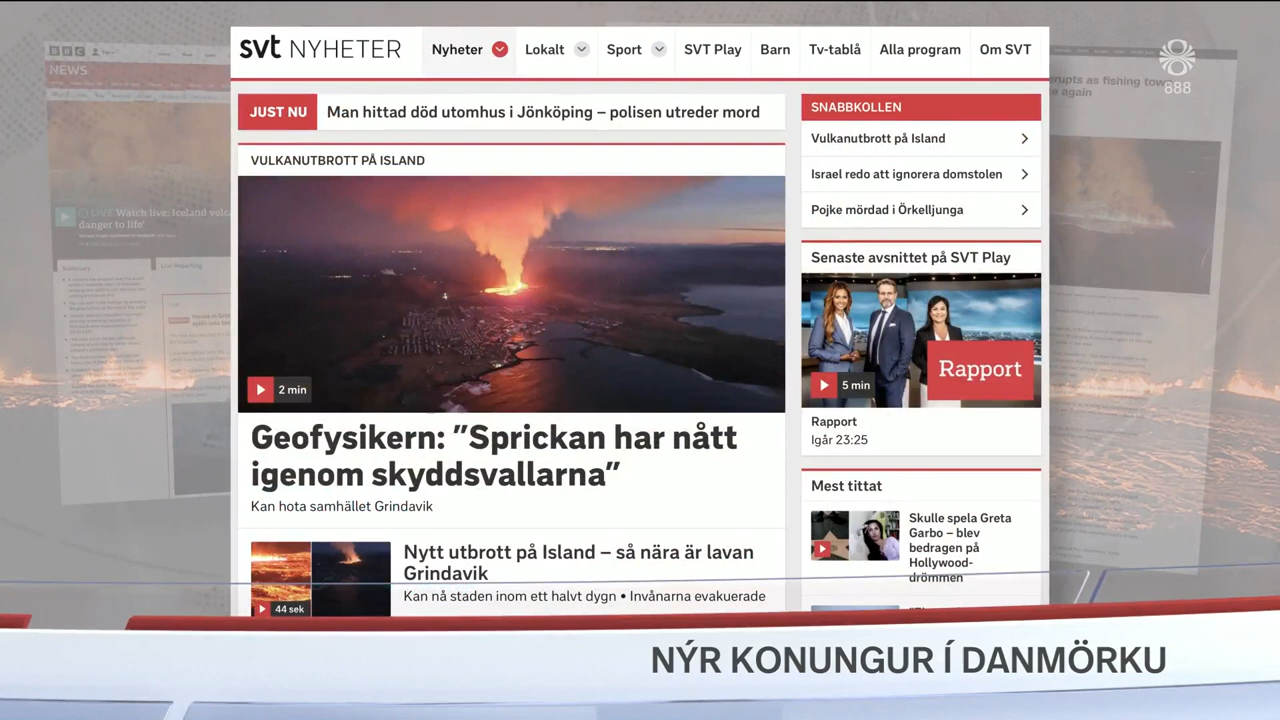 svt NYHETER
Nyheter Lokalt Sport SVT Play Barn Tv-tablå Alla program Om SVT
888
JUST NU Man hittad död utomhus i Jönköping – polisen utreder mord
VULKANUTBROTT PÅ ISLAND
2 min
Geofysikern: ”Sprickan har nått
igenom skyddsvallarna”
Kan hota samhället Grindavik
Nytt utbrott på Island – så nära är lavan
Grindavik
Kan nå staden inom ett halvt dygn • Invånarna evakuerade
44 sek
SNABBKOLLEN
Vulkanutbrott på Island
Israel redo att ignorera domstolen
Pojke mördad i Örkelljunga
Senaste avsnittet på SVT Play
Rapport
5 min
Rapport
Igår 23:25
Mest tittat
Skulle spela Greta
Garbo – blev
bedragen på
Hollywood-
drömmen
BBC
NEWS
LIVE Watch live: Iceland
danger to life'
Summary
Live Reporting
erupts as fishing town
again
NÝR KONUNGUR Í DANMÖRKU